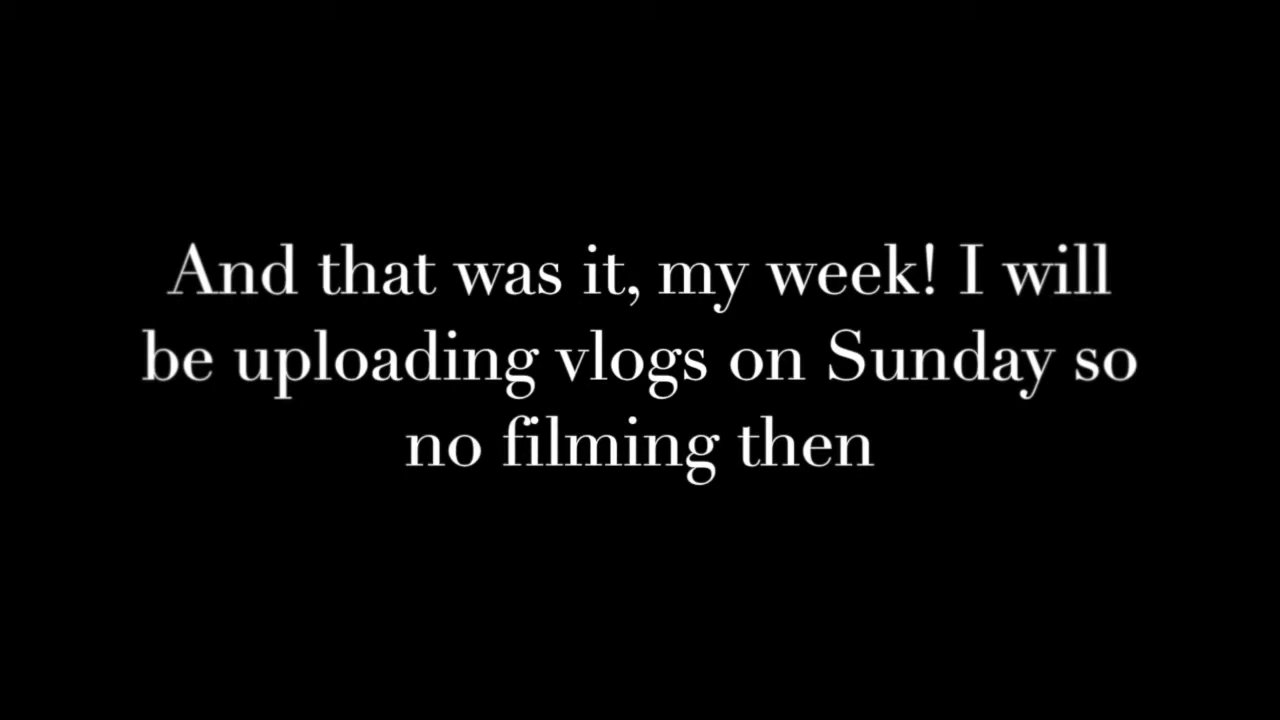 And that was it, my week! I will
be uploading vlogs on Sunday so
no filming then